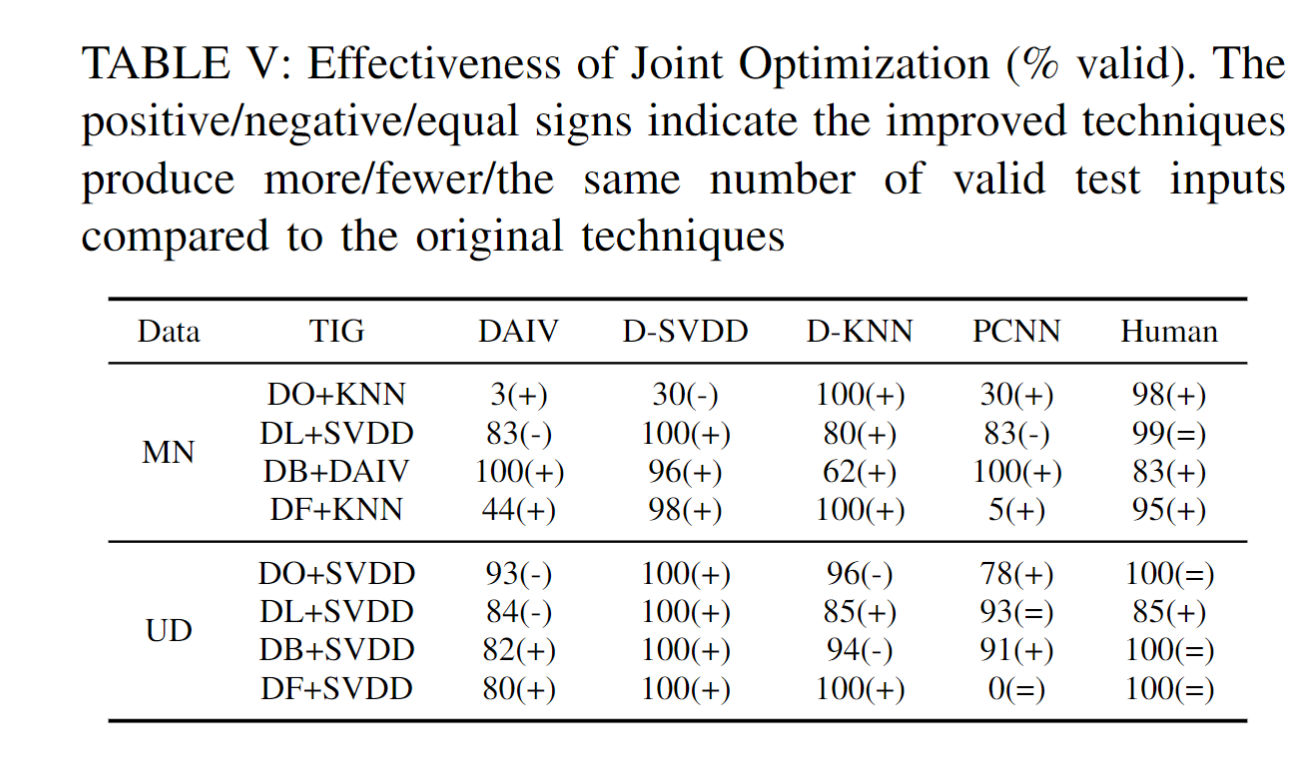 TABLE V: Effectiveness of Joint Optimization (% valid). The
positive/negative/equal signs indicate the improved techniques
produce more/fewer/the same number of valid test inputs
compared to the original techniques
Data TIG DAIV D-SVDD D-KNN PCNN Human
MN
DO+KNN 3(+) 30(-) 100(+) 30(+) 98(+)
DL+SVDD 83(-) 100(+) 80(+) 83(-) 99(=)
DB+DAIV 100(+) 96(+) 62(+) 100(+) 83(+)
DF+KNN 44(+) 98(+) 100(+) 5(+) 95(+)
UD
DO+SVDD 93(-) 100(+) 96(-) 78(+) 100(=)
DL+SVDD 84(-) 100(+) 85(+) 93(=) 85(+)
DB+SVDD 82(+) 100(+) 94(-) 91(+) 100(=)
DF+SVDD 80(+) 100(+) 100(+) 0(=) 100(=)